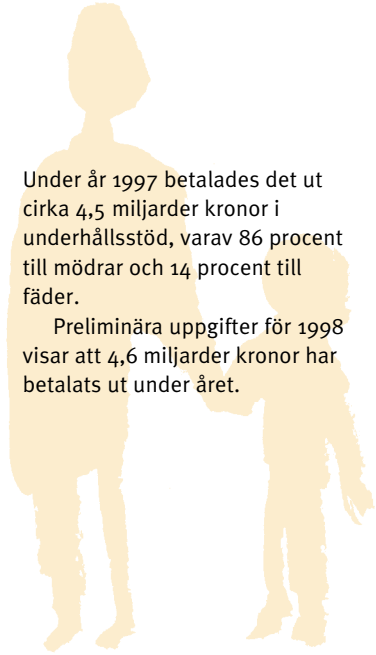 Under år 1997 betalades det ut
cirka 4,5 miljarder kronor i
underhållsstöd, varav 86 procent
till mödrar och 14 procent till
fäder.
Preliminära uppgifter för 1998
visar att 4,6 miljarder kronor har
betalats ut under året.